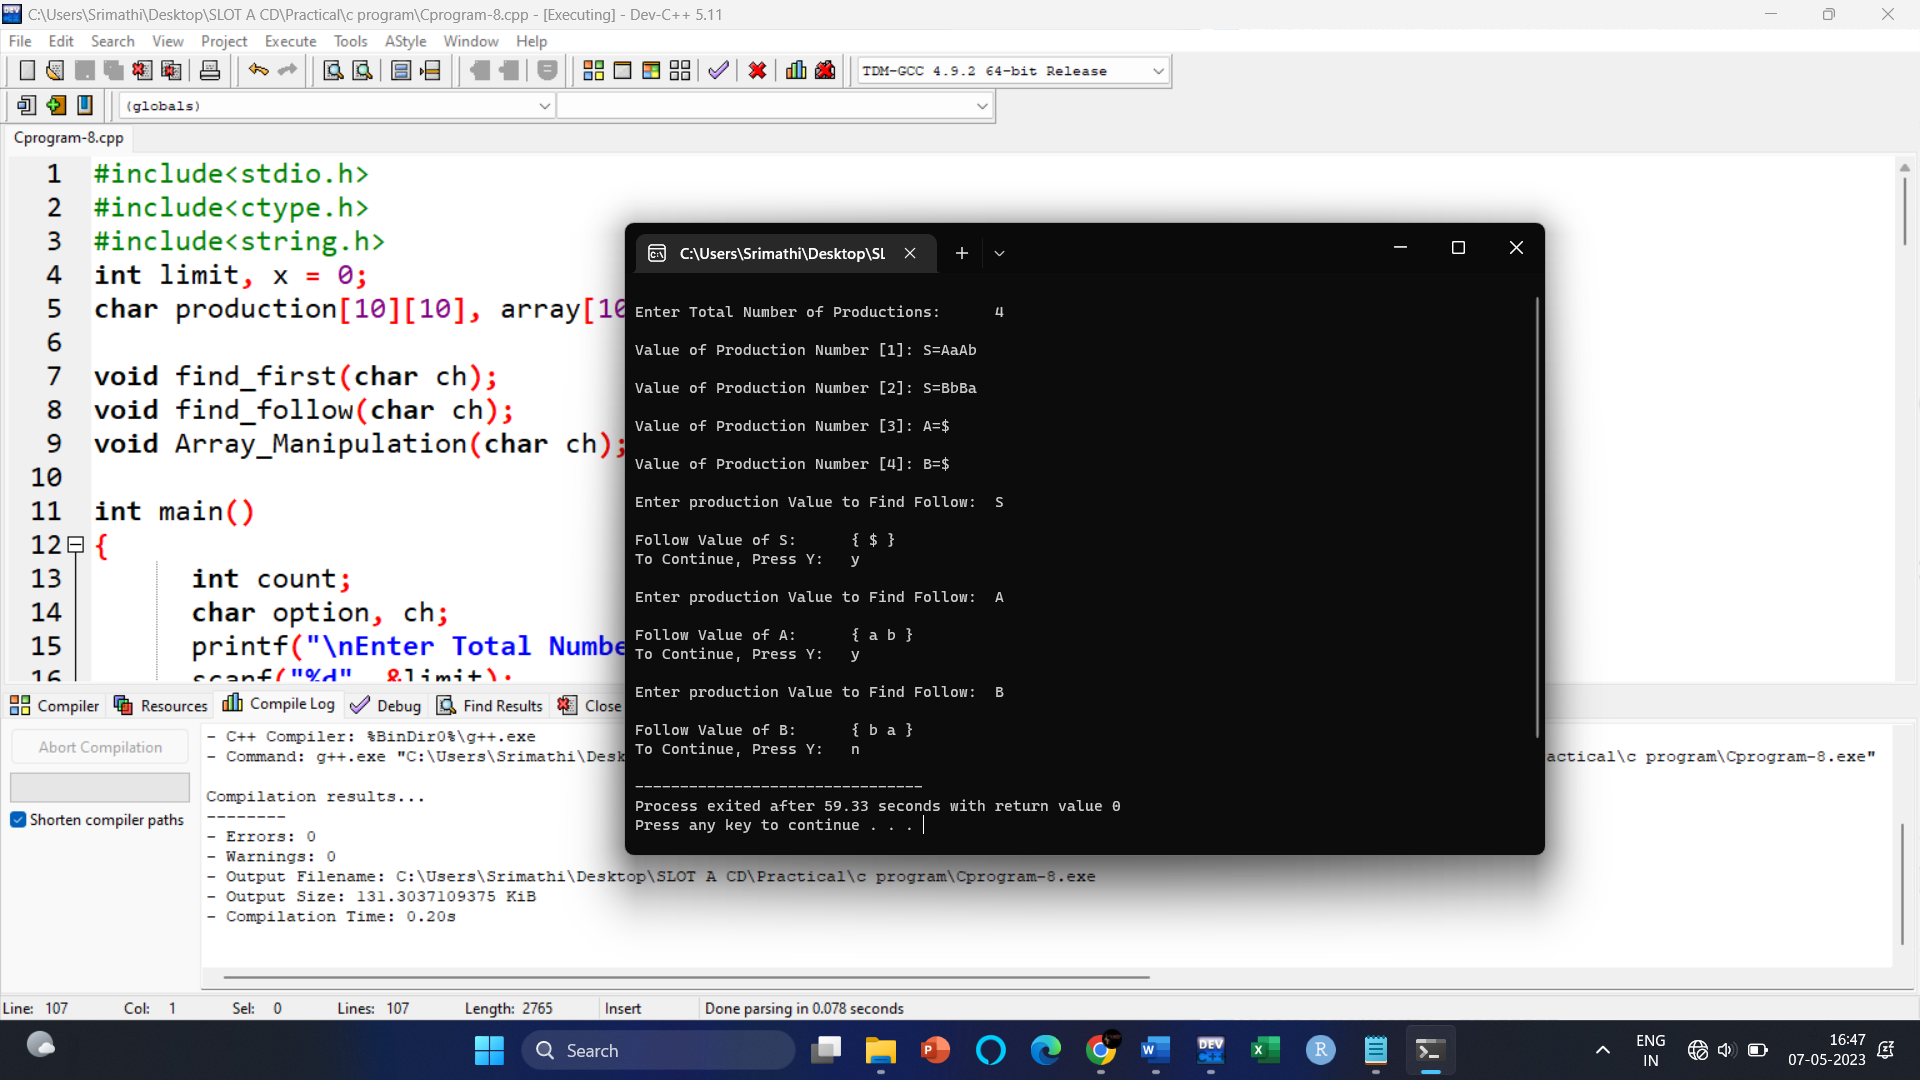 C:\Users\Srimathi\Desktop\SLOT A CD\Practical\c program\Cprogram-8.cpp - [Executing] - Dev-C++ 5.11
File Edit Search View Project Execute Tools AStyle Window Help
TDM-GCC 4.9.2 64-bit Release
(globals)
Cprogram-8.cpp
1 #include<stdio.h>
2 #include<ctype.h>
3 #include<string.h>
4 int limit, x = 0;
5 char production[10][10], array[10
6
7 void find_first(char ch);
8 void find_follow(char ch);
9 void Array_Manipulation(char ch);
10
11 int main()
12 {
13 int count;
14 char option, ch;
15 printf("\nEnter Total Numbe
16 scanf("%d", &limit);
C:\Users\Srimathi\Desktop\SL
Enter Total Number of Productions: 4
Value of Production Number [1]: S=AaAb
Value of Production Number [2]: S=BbBa
Value of Production Number [3]: A=$
Value of Production Number [4]: B=$
Enter production Value to Find Follow: S
Follow Value of S: { $ }
To Continue, Press Y: y
Enter production Value to Find Follow: A
Follow Value of A: { a b }
To Continue, Press Y: y
Enter production Value to Find Follow: B
Follow Value of B: { b a }
To Continue, Press Y: n
--------------------------------
Process exited after 59.33 seconds with return value 0
Press any key to continue . . .
Compiler Resources Compile Log Debug Find Results Close
Abort Compilation
Shorten compiler paths
- C++ Compiler: %BinDir0%\g++.exe
- Command: g++.exe "C:\Users\Srimathi\Desk actical\c program\Cprogram-8.exe"
Compilation results...
--------
- Errors: 0
- Warnings: 0
- Output Filename: C:\Users\Srimathi\Desktop\SLOT A CD\Practical\c program\Cprogram-8.exe
- Output Size: 131.3037109375 KiB
- Compilation Time: 0.20s
Line: 107 Col: 1 Sel: 0 Lines: 107 Length: 2765 Insert Done parsing in 0.078 seconds
Search
ENG
IN
16:47
07-05-2023